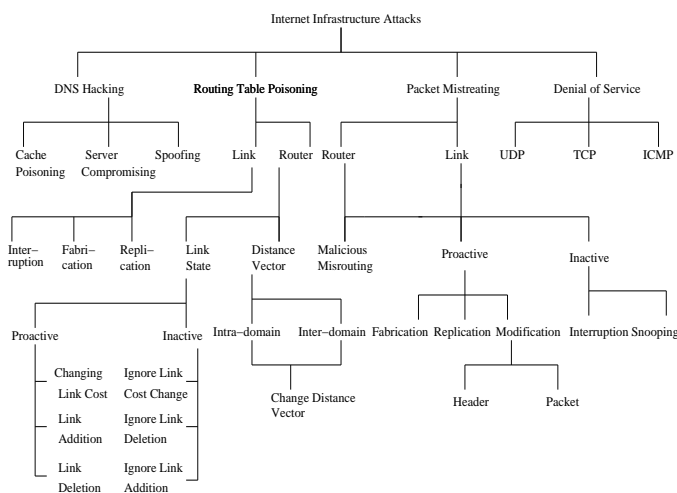 Internet Infrastructure Attacks
DNS Hacking
Routing Table Poisoning
Packet Mistreating
Denial of Service
Cache
Poisoning
Server
Compromising
Spoofing
Link
Router
Router
Link
UDP
TCP
ICMP
Inter–
ruption
Fabri–
cation
Repli–
cation
Link
State
Distance
Vector
Malicious
Misrouting
Proactive
Inactive
Proactive
Inactive
Intra–domain
Inter–domain
Fabrication
Replication
Modification
Interruption
Snooping
Changing
Link Cost
Ignore Link
Cost Change
Change Distance
Vector
Header
Packet
Link
Addition
Ignore Link
Deletion
Link
Deletion
Ignore Link
Addition